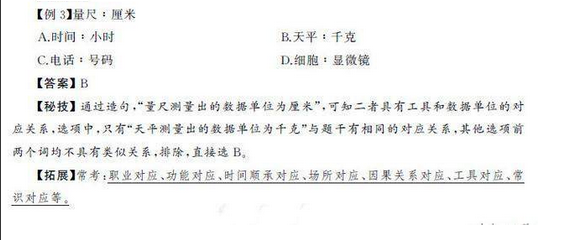 【例 3】量尺：厘米
A.时间：小时 B.天平：千克
C.电话：号码 D.细胞：显微镜
【答案】B
【秘技】通过造句，“量尺测量出的数据单位为厘米”，可知二者具有工具和数据单位的对
应关系，选项中，只有“天平测量出的数据单位为千克”与题干有相同的对应关系，其他选项前
两个词均不具有类似关系，排除，直接选 B。
【拓展】常考：职业对应、功能对应、时间顺承对应、场所对应、因果关系对应、工具对应、常
识对应等。